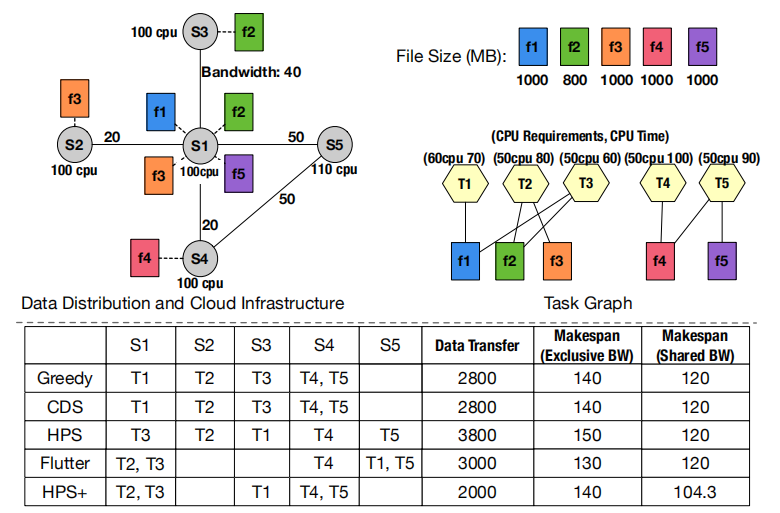 S3
f2
100 cpu
Bandwidth: 40
File Size (MB):
f1 f2 f3 f4 f5
1000 800 1000 1000 1000
f3
f1
f2
S2
20
S1
50
S5
100 cpu
100cpu
110 cpu
f3
f5
50
20
f4
S4
100 cpu
Data Distribution and Cloud Infrastructure
(CPU Requirements, CPU Time)
(60cpu 70) (50cpu 80) (50cpu 60) (50cpu 100) (50cpu 90)
T1 T2 T3 T4 T5
f1 f2 f3 f4 f5
Task Graph
S1 S2 S3 S4 S5 Data Transfer Makespan (Exclusive BW) Makespan (Shared BW)
Greedy T1 T2 T3 T4, T5 2800 140 120
CDS T1 T2 T3 T4, T5 2800 140 120
HPS T3 T2 T1 T4 T5 3800 150 120
Flutter T2, T3 T4 T1, T5 3000 130 120
HPS+ T2, T3 T1 T4, T5 2000 140 104.3